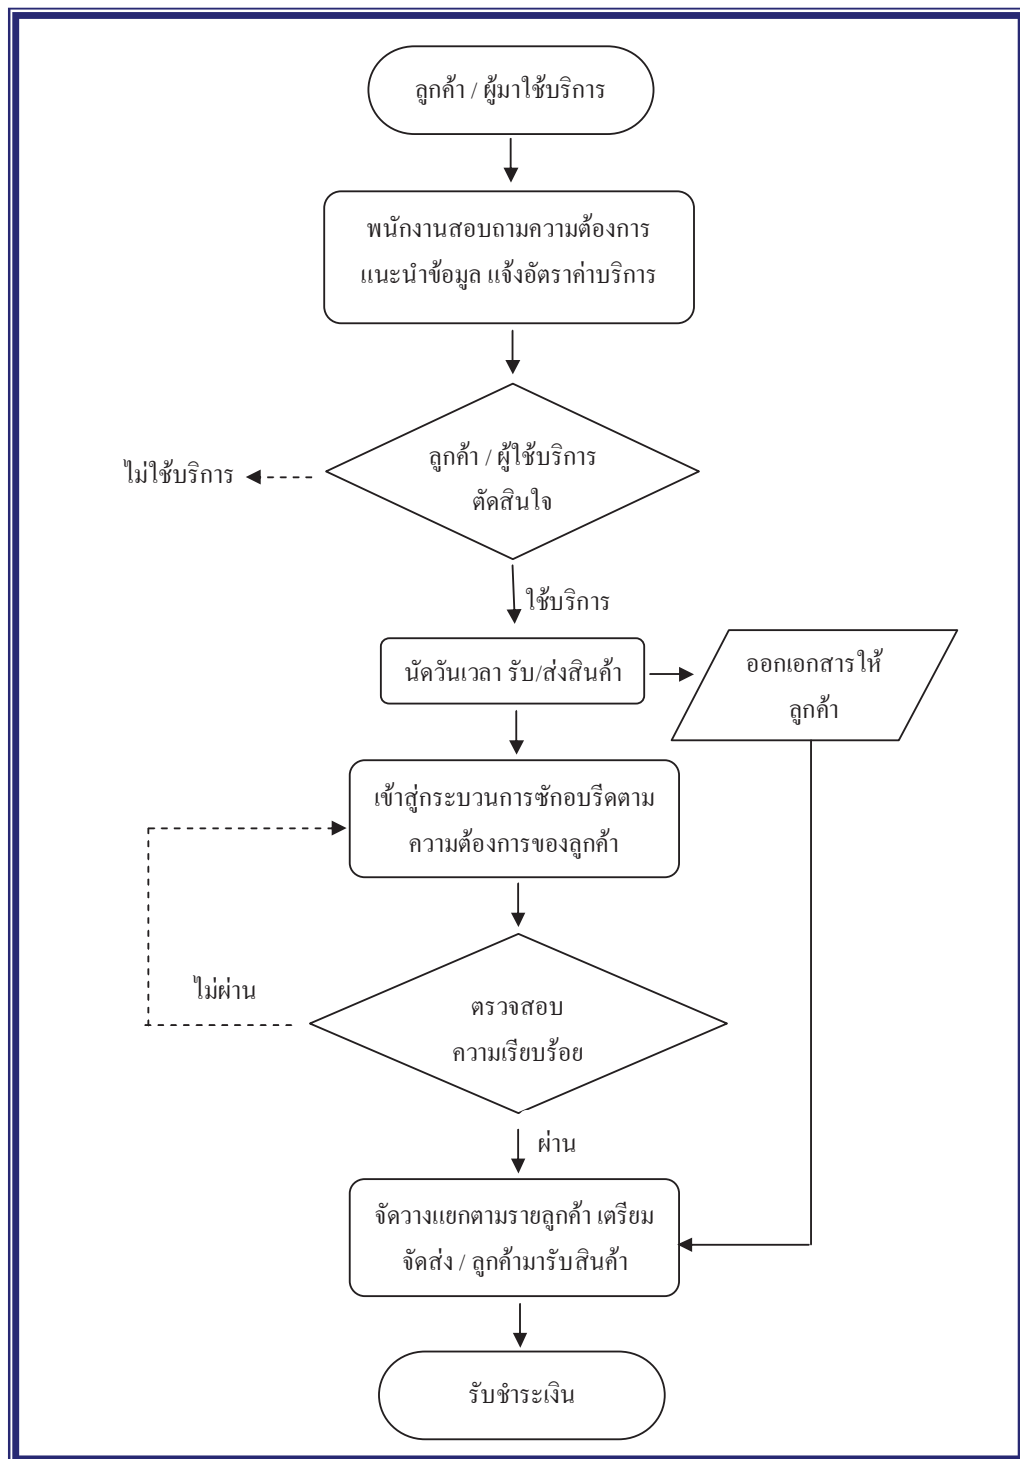 ลูกค้า / ผู้มาใช้บริการ
พนักงานสอบถามความต้องการ
แนะนำข้อมูล แจ้งอัตราค่าบริการ
ลูกค้า / ผู้ใช้บริการ
ตัดสินใจ
ไม่ใช้บริการ
ใช้บริการ
นัดวันเวลา รับ/ส่งสินค้า
ออกเอกสารให้
ลูกค้า
เข้าสู่กระบวนการซักอบรีดตาม
ความต้องการของลูกค้า
ไม่ผ่าน
ตรวจสอบ
ความเรียบร้อย
ผ่าน
จัดวางแยกตามรายลูกค้า เตรียม
จัดส่ง / ลูกค้ามารับสินค้า
รับชำระเงิน